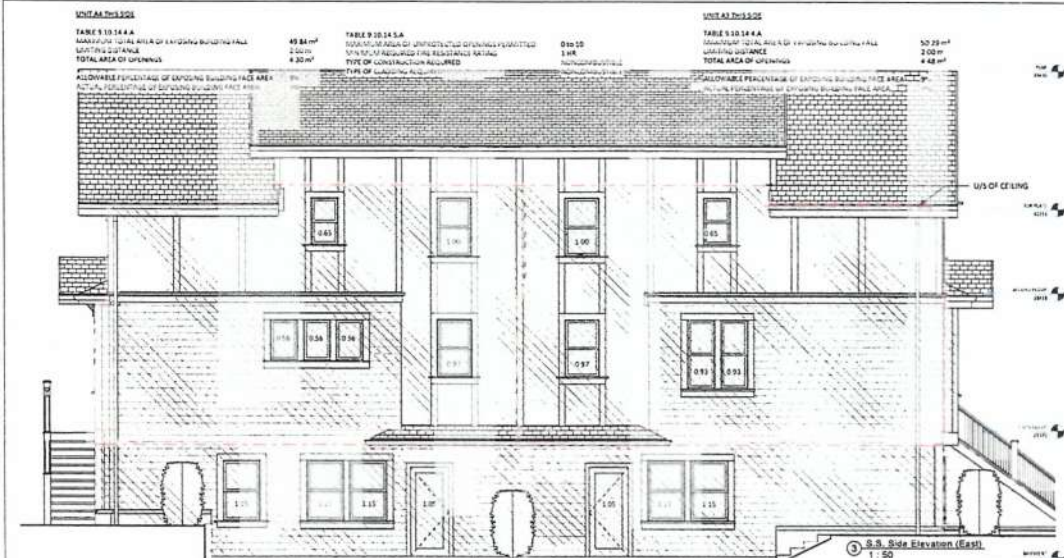 UNIT A4 THIS SIDE
TABLE 9.10.14.4.A
MAXIMUM TOTAL AREA OF EXPOSING BUILDING FACE 49.84 m²
LIMITING DISTANCE 2.00 m
TOTAL AREA OF OPENINGS 4.30 m²
ALLOWABLE PERCENTAGE OF EXPOSING BUILDING FACE AREA
ACTUAL PERCENTAGE OF EXPOSING BUILDING FACE AREA
TABLE 9.10.14.5.A
MAXIMUM AREA OF UNPROTECTED OPENINGS PERMITTED 0 to 10
MINIMUM REQUIRED FIRE RESISTANCE RATING 1 HR
TYPE OF CONSTRUCTION REQUIRED NONCOMBUSTIBLE
TYPE OF CLADDING REQUIRED NONCOMBUSTIBLE
UNIT A3 THIS SIDE
TABLE 9.10.14.4.A
MAXIMUM TOTAL AREA OF EXPOSING BUILDING FACE 50.29 m²
LIMITING DISTANCE 2.00 m
TOTAL AREA OF OPENINGS 4.48 m²
ALLOWABLE PERCENTAGE OF EXPOSING BUILDING FACE AREA
ACTUAL PERCENTAGE OF EXPOSING BUILDING FACE AREA
U/S OF CEILING
0.65
1.00
1.00
0.65
0.56 0.56 0.56
0.97
0.97
0.93 0.93
1.15
1.15
1.05
1.05
1.15
3 S.S. Side Elevation (East)
1 : 50